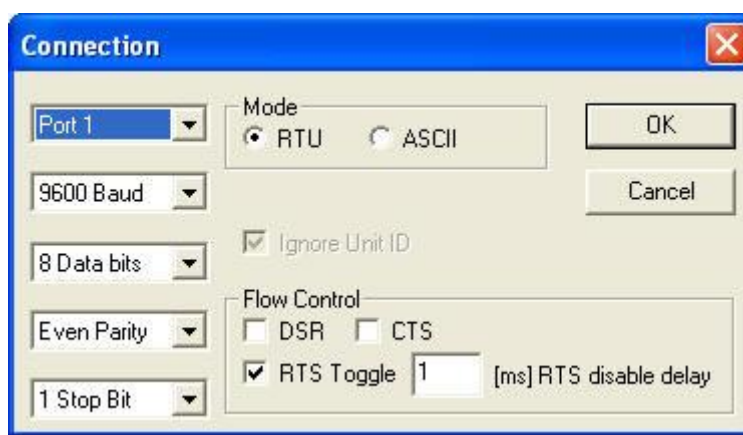 Connection
Port 1
9600 Baud
8 Data bits
Even Parity
1 Stop Bit
Mode
RTU ASCII
Ignore Unit ID
Flow Control
DSR CTS
RTS Toggle 1 [ms] RTS disable delay
OK
Cancel